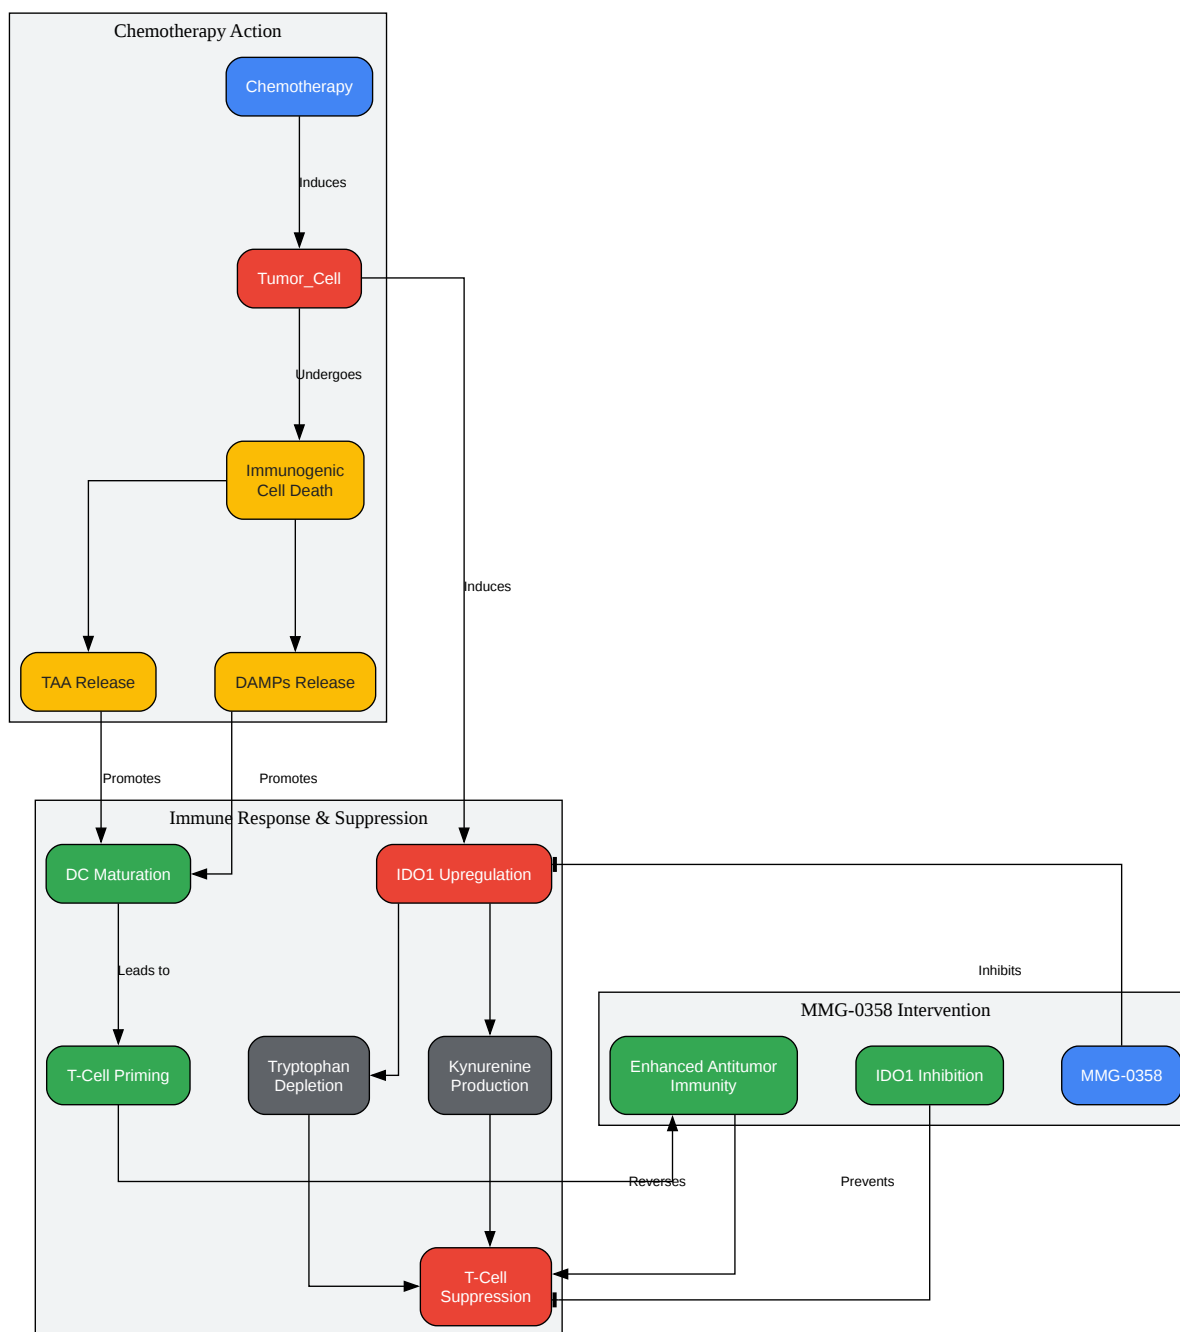 Chemotherapy Action
Chemotherapy
Induces
Tumor_Cell
Undergoes
Immunogenic
Cell Death
Induces
TAA Release
DAMPs Release
Promotes
Promotes
Immune Response & Suppression
DC Maturation
IDO1 Upregulation
Leads to
Inhibits
MMG-0358 Intervention
T-Cell Priming
Tryptophan
Depletion
Kynurenine
Production
Enhanced Antitumor
Immunity
IDO1 Inhibition
MMG-0358
Reverses
Prevents
T-Cell
Suppression